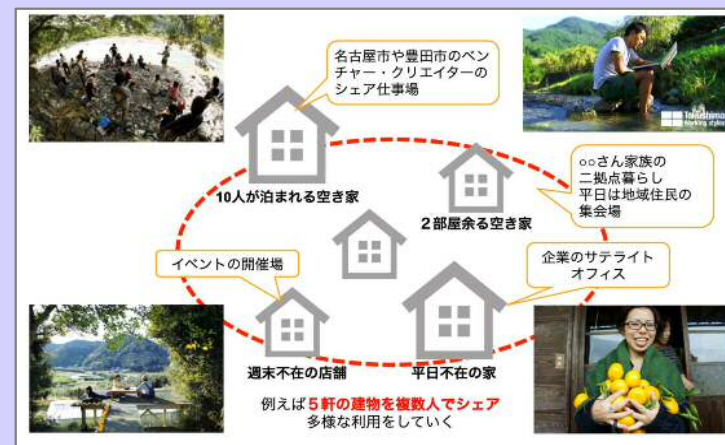 名古屋市や豊田市のベン
チャー・クリエイターの
シェア仕事場
Tokushima
Working Styles
10人が泊まれる空き家
○○さん家族の
二拠点暮らし
平日は地域住民の
集会場
２部屋余る空き家
イベントの開催場
企業のサテライト
オフィス
週末不在の店舗
平日不在の家
例えば５軒の建物を複数人でシェア
多様な利用をしていく